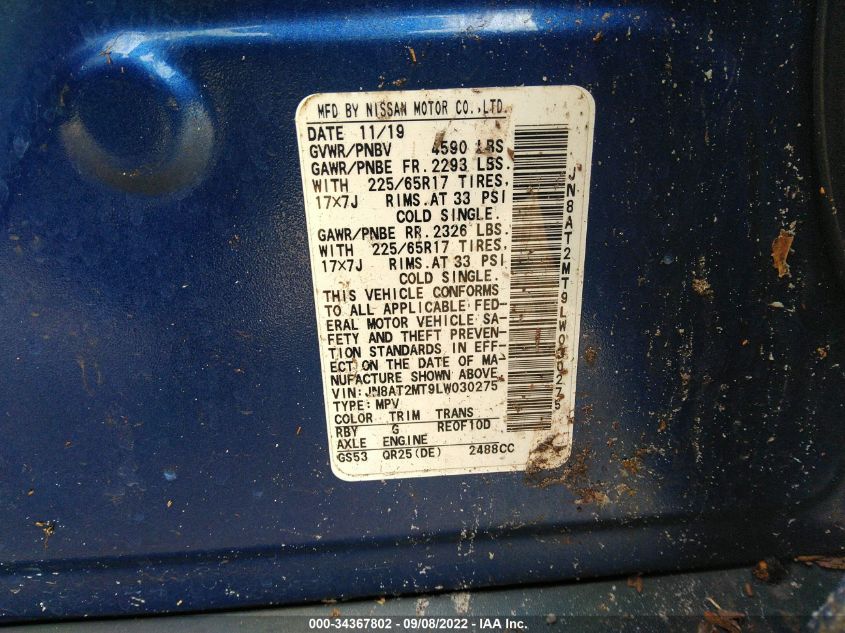 MFD BY NISSAN MOTOR CO.,LTD.
DATE 11/19
GVWR/PNBV 4590 LBS
GAWR/PNBE FR. 2293 LBS.
WITH 225/65R17 TIRES,
17×7J RIMS.AT 33 PSI
COLD SINGLE.
GAWR/PNBE RR. 2326 LBS.
WITH 225/65R17 TIRES,
17×7J RIMS.AT 33 PSI
COLD SINGLE.
THIS VEHICLE CONFORMS
TO ALL APPLICABLE FED-
ERAL MOTOR VEHICLE SA-
FETY AND THEFT PREVEN-
TION STANDARDS IN EFF-
ECT ON THE DATE OF MA-
NUFACTURE SHOWN ABOVE.
VIN:JN8AT2MT9LW030275
TYPE:MPV
COLOR TRIM TRANS
RBY G RE0F10D
AXLE ENGINE
GS53 QR25(DE) 2488CC
JN8AT2MT9LW030275
000-34367802 - 09/08/2022 - IAA Inc.